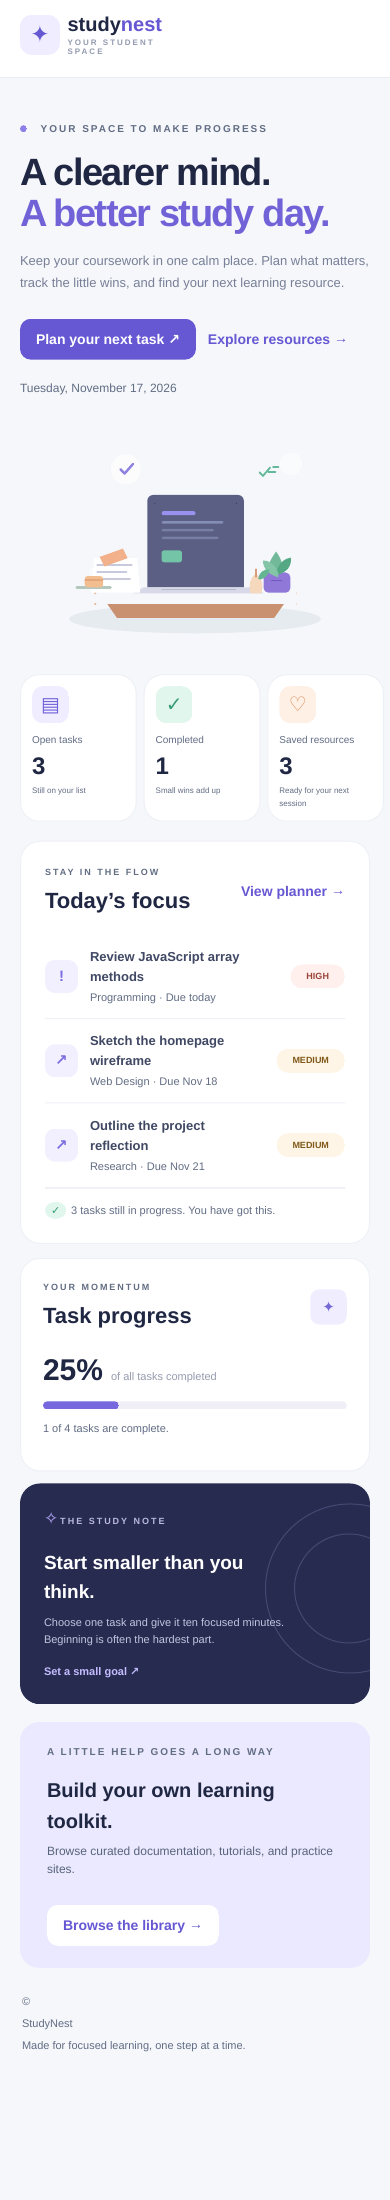 studynest
YOUR STUDENT
SPACE
YOUR SPACE TO MAKE PROGRESS
A clearer mind.
A better study day.
Keep your coursework in one calm place. Plan what matters,
track the little wins, and find your next learning resource.
Plan your next task ↗ Explore resources →
Tuesday, November 17, 2026
Open tasks
3
Still on your list
Completed
1
Small wins add up
Saved resources
3
Ready for your next
session
STAY IN THE FLOW
Today’s focus
View planner →
Review JavaScript array
methods
Programming · Due today
HIGH
Sketch the homepage
wireframe
Web Design · Due Nov 18
MEDIUM
Outline the project
reflection
Research · Due Nov 21
MEDIUM
✓ 3 tasks still in progress. You have got this.
YOUR MOMENTUM
Task progress
25% of all tasks completed
1 of 4 tasks are complete.
THE STUDY NOTE
Start smaller than you
think.
Choose one task and give it ten focused minutes.
Beginning is often the hardest part.
Set a small goal ↗
A LITTLE HELP GOES A LONG WAY
Build your own learning
toolkit.
Browse curated documentation, tutorials, and practice
sites.
Browse the library →
©
StudyNest
Made for focused learning, one step at a time.